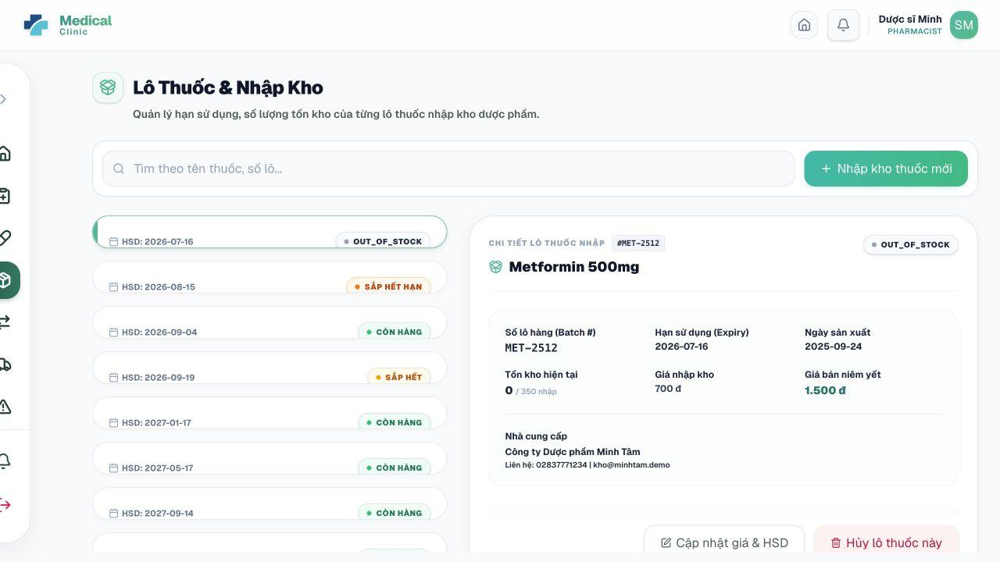 Medical
Clinic
Dược sĩ Minh
PHARMACIST
SM
Lô Thuốc & Nhập Kho
Quản lý hạn sử dụng, số lượng tồn kho của từng lô thuốc nhập kho dược phẩm.
Tìm theo tên thuốc, số lô...
+ Nhập kho thuốc mới
HSD: 2026-07-16
OUT_OF_STOCK
HSD: 2026-08-15
SẮP HẾT HẠN
HSD: 2026-09-04
CÒN HÀNG
HSD: 2026-09-19
SẮP HẾT
HSD: 2027-01-17
CÒN HÀNG
HSD: 2027-05-17
CÒN HÀNG
HSD: 2027-09-14
CÒN HÀNG
CHI TIẾT LÔ THUỐC NHẬP #MET-2512
OUT_OF_STOCK
Metformin 500mg
Số lô hàng (Batch #)
MET-2512
Hạn sử dụng (Expiry)
2026-07-16
Ngày sản xuất
2025-09-24
Tồn kho hiện tại
0 / 350 nhập
Giá nhập kho
700 đ
Giá bán niêm yết
1.500 đ
Nhà cung cấp
Công ty Dược phẩm Minh Tâm
Liên hệ: 02837771234 | kho@minhtam.demo
Cập nhật giá & HSD
Hủy lô thuốc này